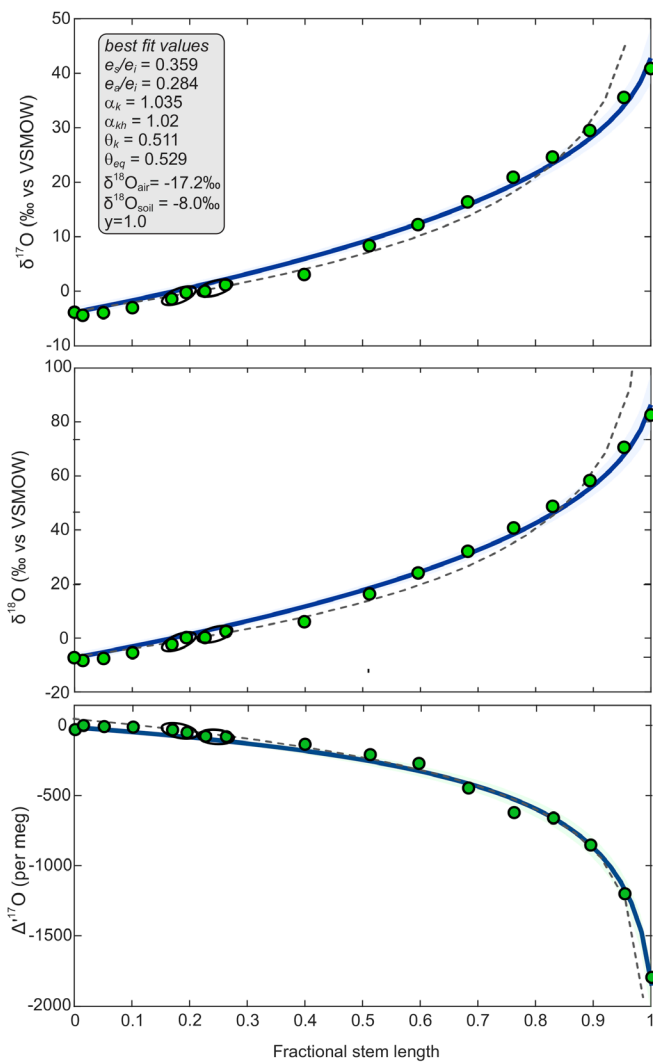 50
40
30
20
10
0
-10
δ¹⁷O (‰ vs VSMOW)
best fit values
eₛ/eᵢ = 0.359
eₐ/eᵢ = 0.284
αₖ = 1.035
αₖₕ = 1.02
θₖ = 0.511
θeq = 0.529
δ¹⁸Oair= -17.2‰
δ¹⁸Osoil = -8.0‰
y=1.0
100
80
60
40
20
0
-20
δ¹⁸O (‰ vs VSMOW)
0
-500
-1000
-1500
-2000
Δ'¹⁷O (per meg)
0 0.1 0.2 0.3 0.4 0.5 0.6 0.7 0.8 0.9 1
Fractional stem length